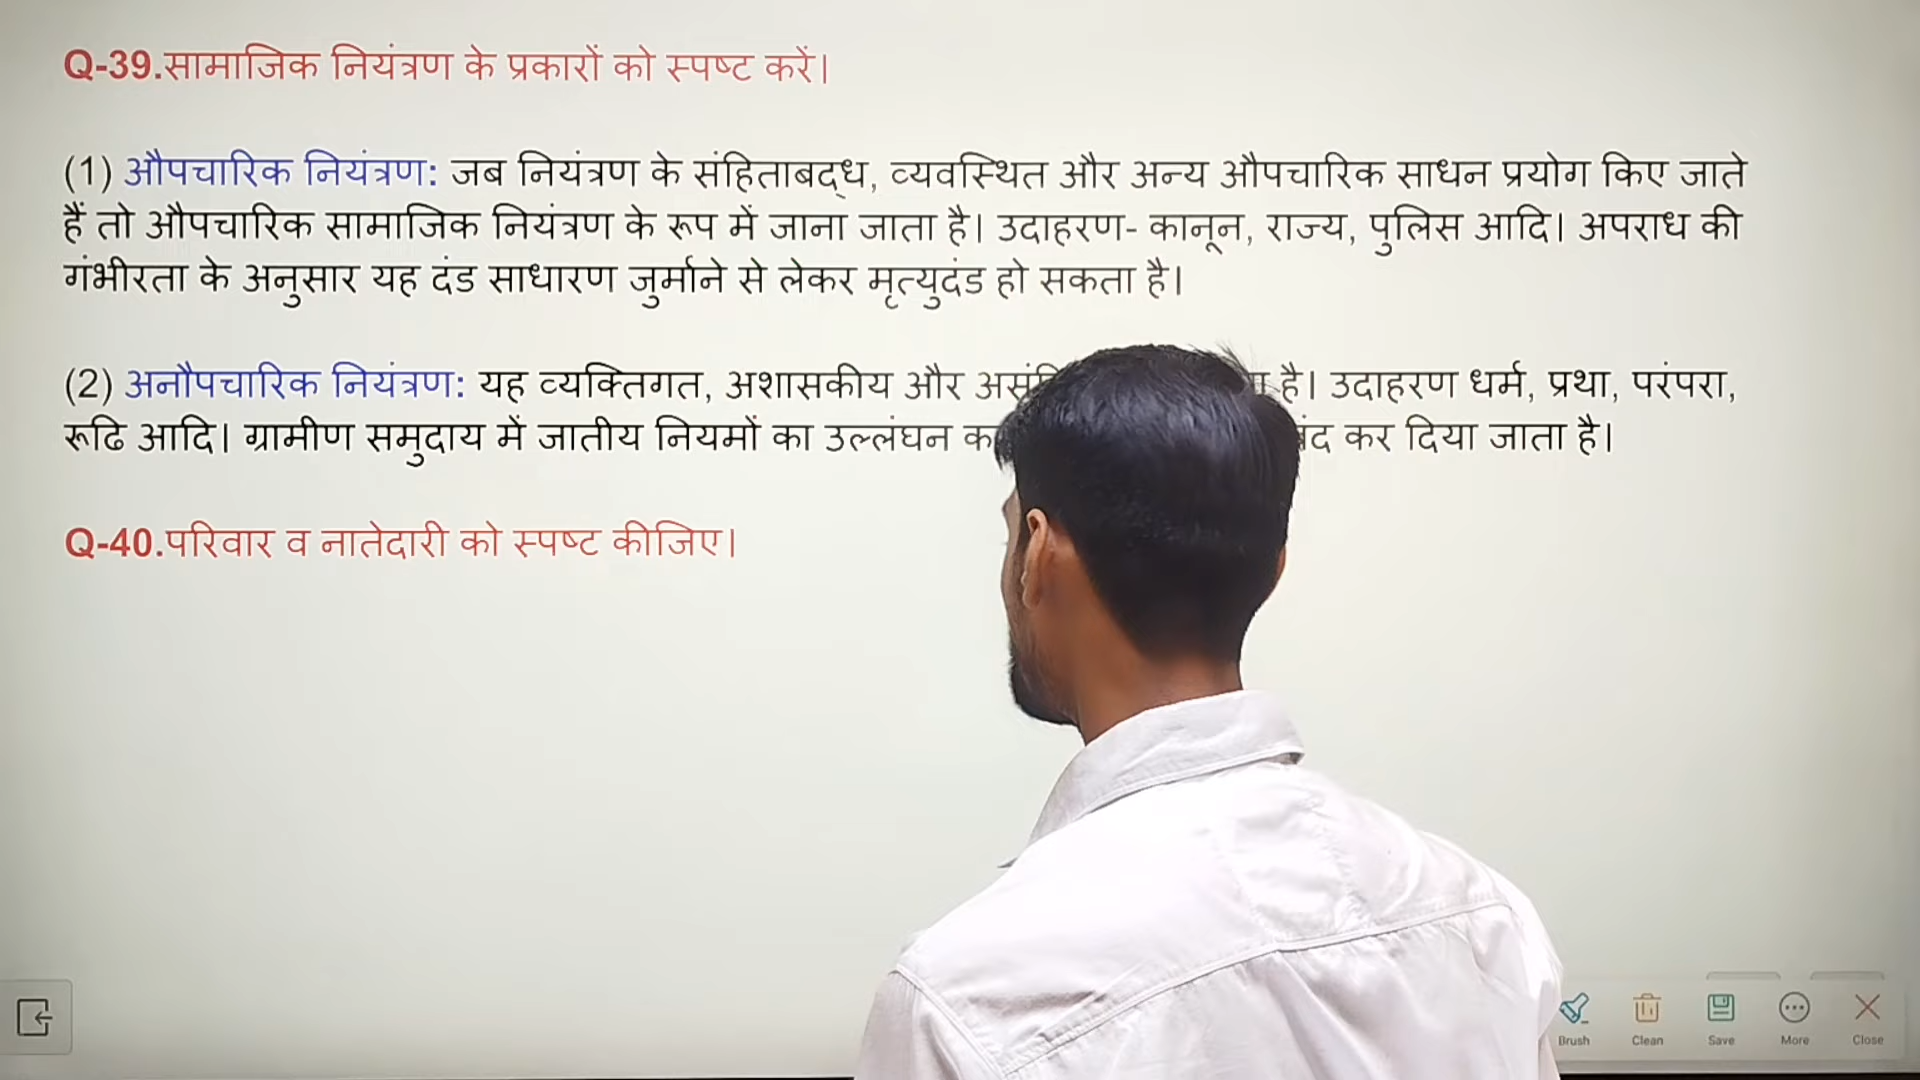 Q-39.सामाजिक नियंत्रण के प्रकारों को स्पष्ट करें।
(1) औपचारिक नियंत्रण: जब नियंत्रण के संहिताबद्ध, व्यवस्थित और अन्य औपचारिक साधन प्रयोग किए जाते
हैं तो औपचारिक सामाजिक नियंत्रण के रूप में जाना जाता है। उदाहरण- कानून, राज्य, पुलिस आदि। अपराध की
गंभीरता के अनुसार यह दंड साधारण जुर्माने से लेकर मृत्युदंड हो सकता है।
(2) अनौपचारिक नियंत्रण: यह व्यक्तिगत, अशासकीय और है। उदाहरण धर्म, प्रथा, परंपरा,
रूढि आदि। ग्रामीण समुदाय में जातीय नियमों का उल्लंघन कर दिया जाता है।
Q-40.परिवार व नातेदारी को स्पष्ट कीजिए।
Brush Clean Save More Close